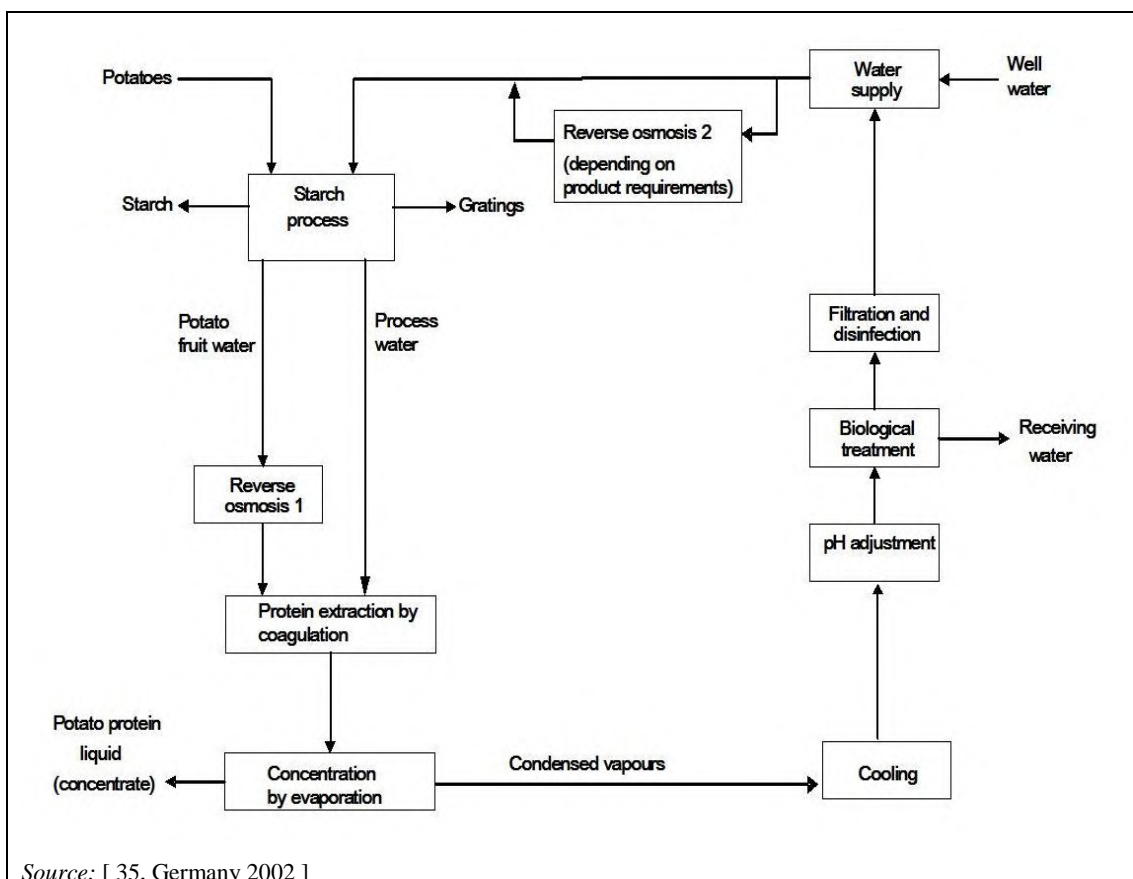 Potatoes
Water
supply
Well
water
Reverse osmosis 2
(depending on
product requirements)
Starch
Starch
process
Gratings
Potato
fruit water
Process
water
Filtration and
disinfection
Biological
treatment
Receiving
water
Reverse
osmosis 1
pH adjustment
Protein extraction by
coagulation
Potato protein
liquid
(concentrate)
Concentration
by evaporation
Condensed vapours
Cooling
Source: [ 35, Germany 2002 ]